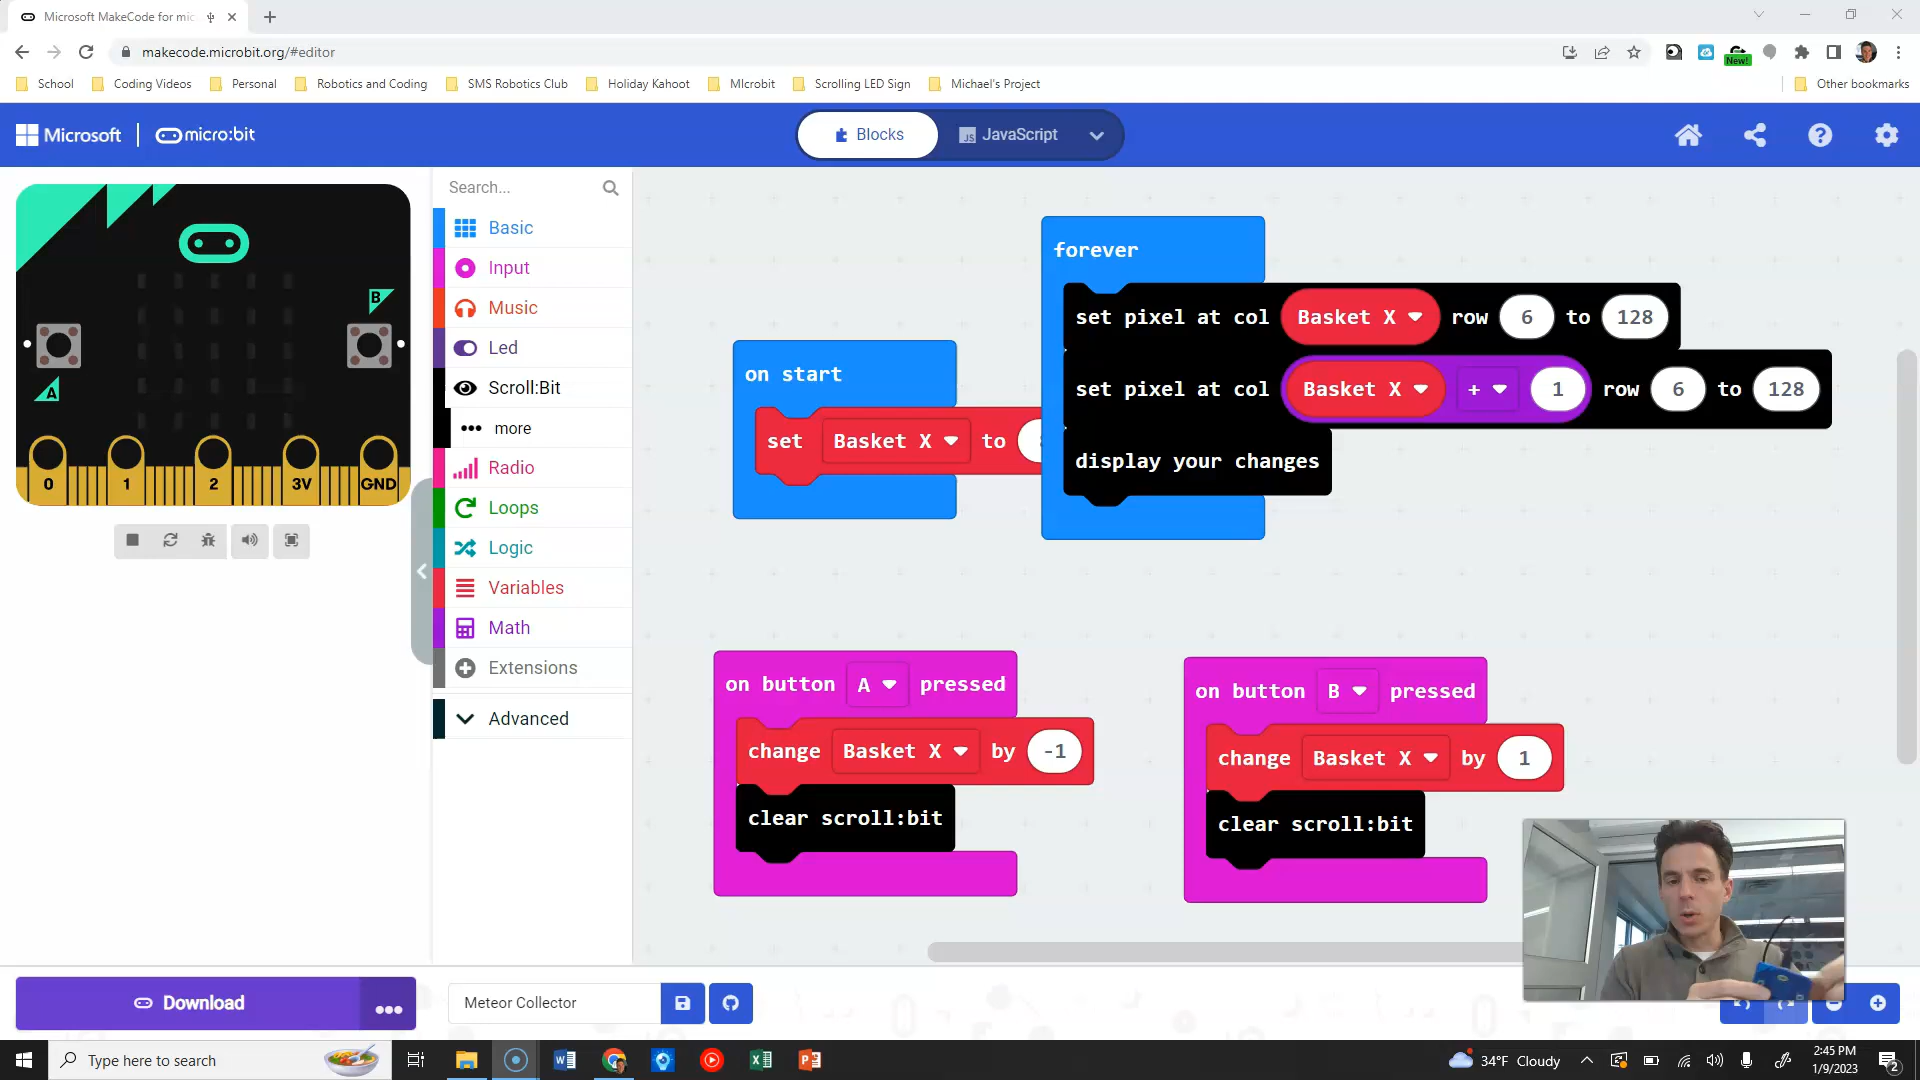 Microsoft MakeCode for mic
makecode.microbit.org/#editor
New!
School
Coding Videos
Personal
Robotics and Coding
SMS Robotics Club
Holiday Kahoot
MIcrobit
Scrolling LED Sign
Michael's Project
Other bookmarks
Microsoft
micro:bit
Blocks
JS JavaScript
B
A
0 1 2 3V GND
Search...
Basic
Input
Music
Led
Scroll:Bit
more
Radio
Loops
Logic
Variables
Math
Extensions
Advanced
on start
set Basket X to
forever
set pixel at col Basket X row 6 to 128
set pixel at col Basket X + 1 row 6 to 128
display your changes
on button A pressed
change Basket X by -1
clear scroll:bit
on button B pressed
change Basket X by 1
clear scroll:bit
Download
Meteor Collector
Type here to search
34°F Cloudy
2:45 PM
1/9/2023
2